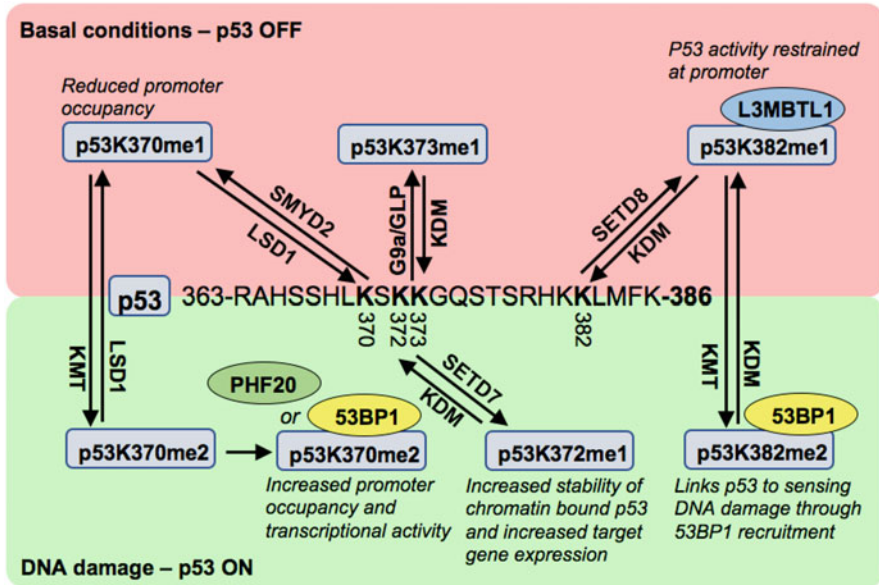 Basal conditions – p53 OFF
Reduced promoter
occupancy
P53 activity restrained
at promoter
L3MBTL1
p53K370me1
p53K373me1
p53K382me1
SMYD2
LSD1
G9a/GLP
KDM
SETD8
KDM
p53
363-RAHSSHLKSKKGQSTSRHKKLMFK-386
370
372
373
382
KMT
LSD1
SETD7
KDM
KMT
KDM
PHF20
or
53BP1
53BP1
p53K370me2
p53K370me2
p53K372me1
p53K382me2
Increased promoter
occupancy and
transcriptional activity
Increased stability of
chromatin bound p53
and increased target
gene expression
Links p53 to sensing
DNA damage through
53BP1 recruitment
DNA damage – p53 ON